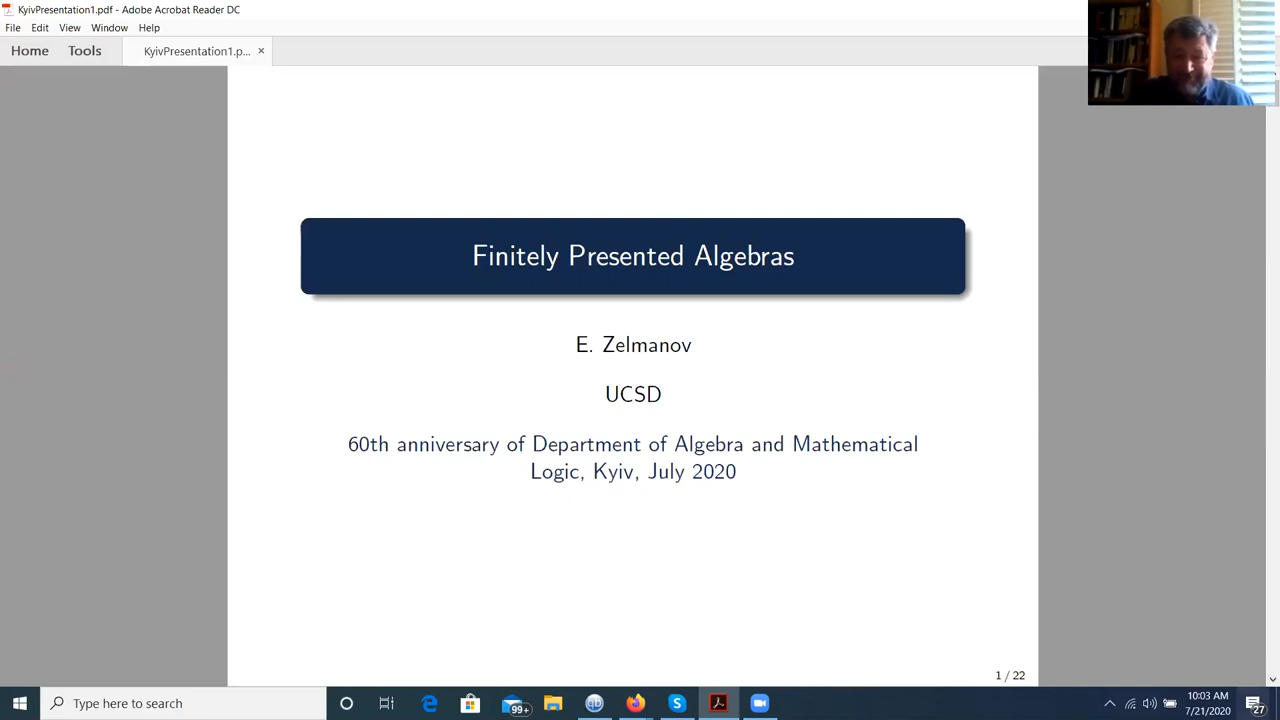 KyivPresentation1.pdf - Adobe Acrobat Reader DC
File Edit View Window Help
Home Tools KyivPresentation1.p... ×
Finitely Presented Algebras
E. Zelmanov
UCSD
60th anniversary of Department of Algebra and Mathematical
Logic, Kyiv, July 2020
1 / 22
Type here to search
99+
10:03 AM
7/21/2020
27